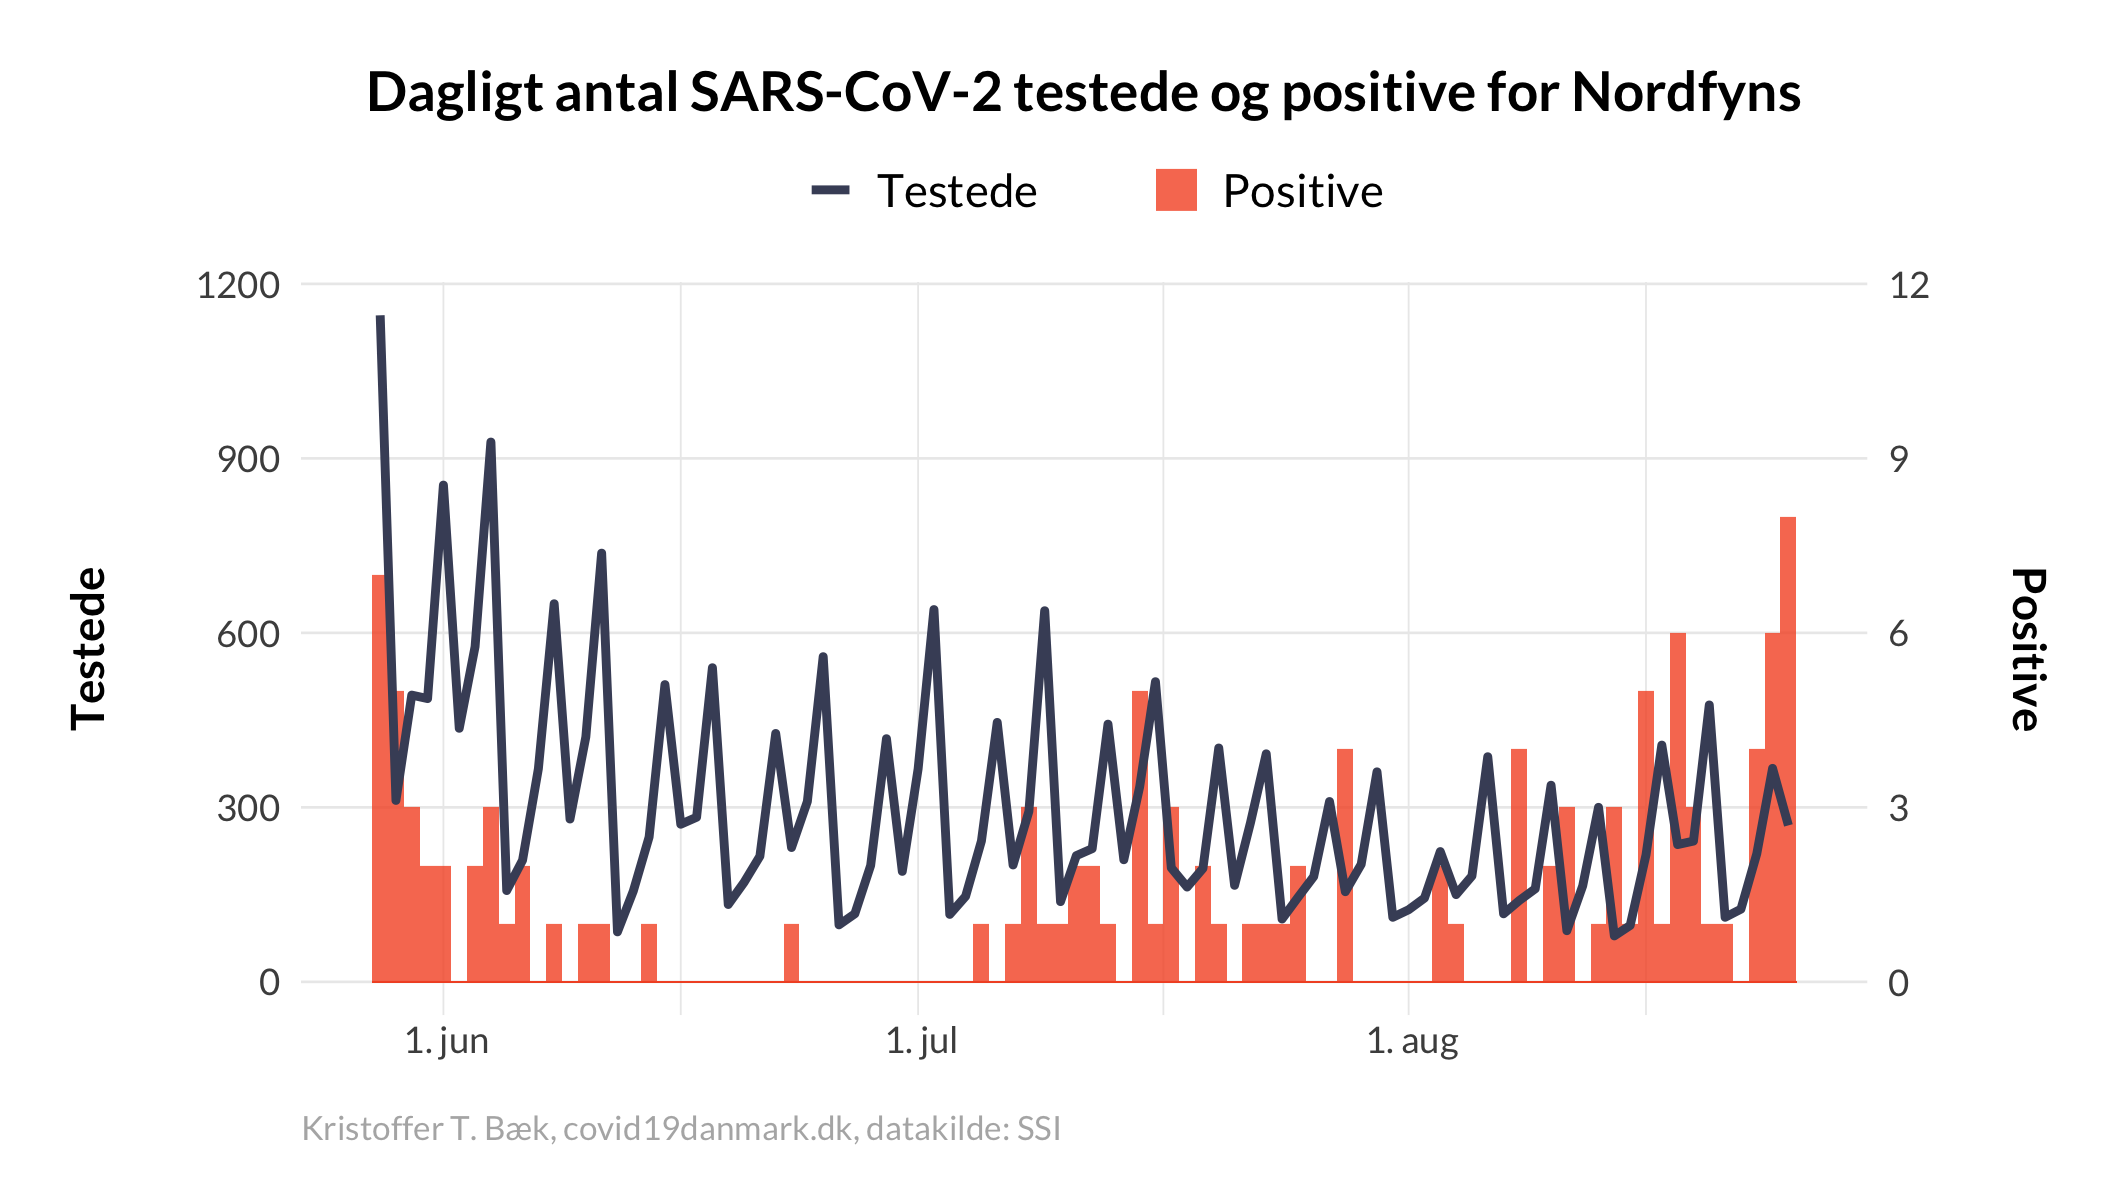 Dagligt antal SARS-CoV-2 testede og positive for Nordfyns
Testede
Positive
1200
900
600
300
0
12
9
6
3
0
Testede
Positive
1. jun
1. jul
1. aug
Kristoffer T. Bæk, covid19danmark.dk, datakilde: SSI